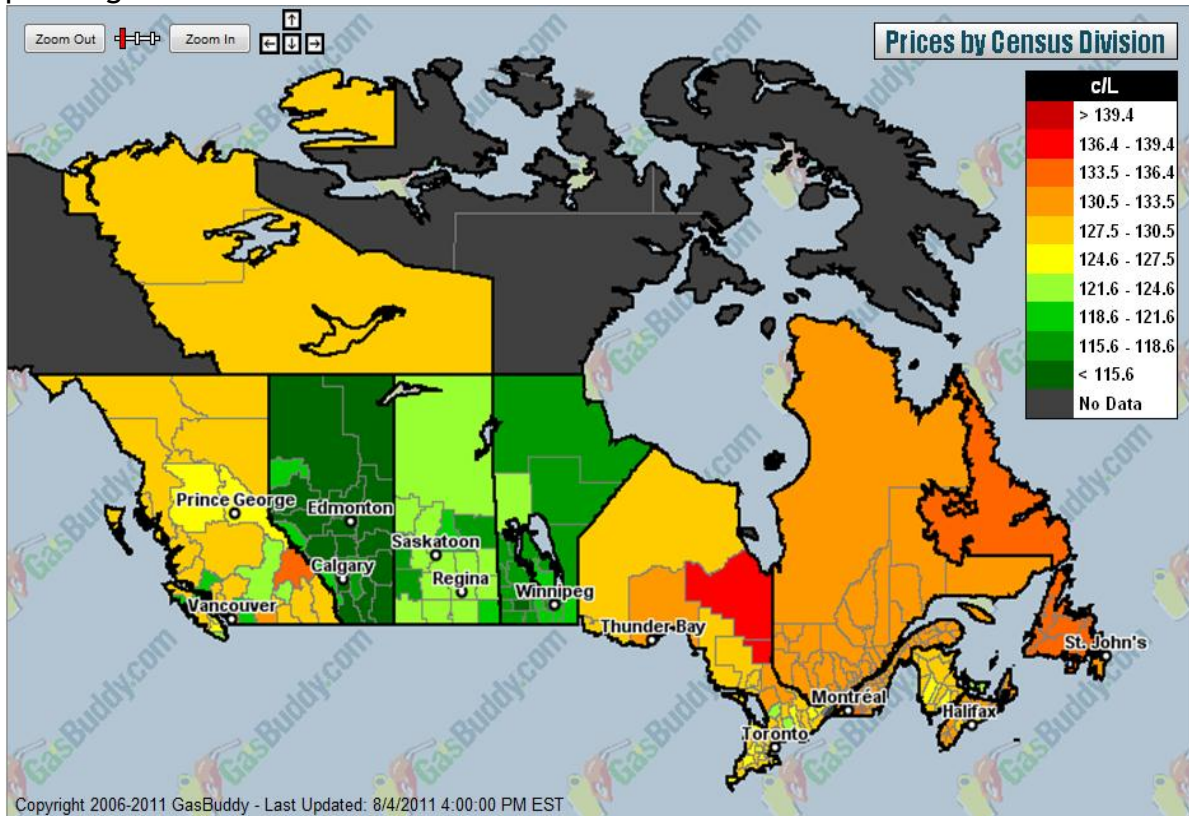 Zoom Out
Zoom In
Prices by Census Division
c/L
> 139.4
136.4 - 139.4
133.5 - 136.4
130.5 - 133.5
127.5 - 130.5
124.6 - 127.5
121.6 - 124.6
118.6 - 121.6
115.6 - 118.6
< 115.6
No Data
Prince George
Edmonton
Saskatoon
Calgary
Regina
Vancouver
Winnipeg
Thunder Bay
St. John's
Montréal
Halifax
Toronto
GasBuddy.com
Copyright 2006-2011 GasBuddy - Last Updated: 8/4/2011 4:00:00 PM EST